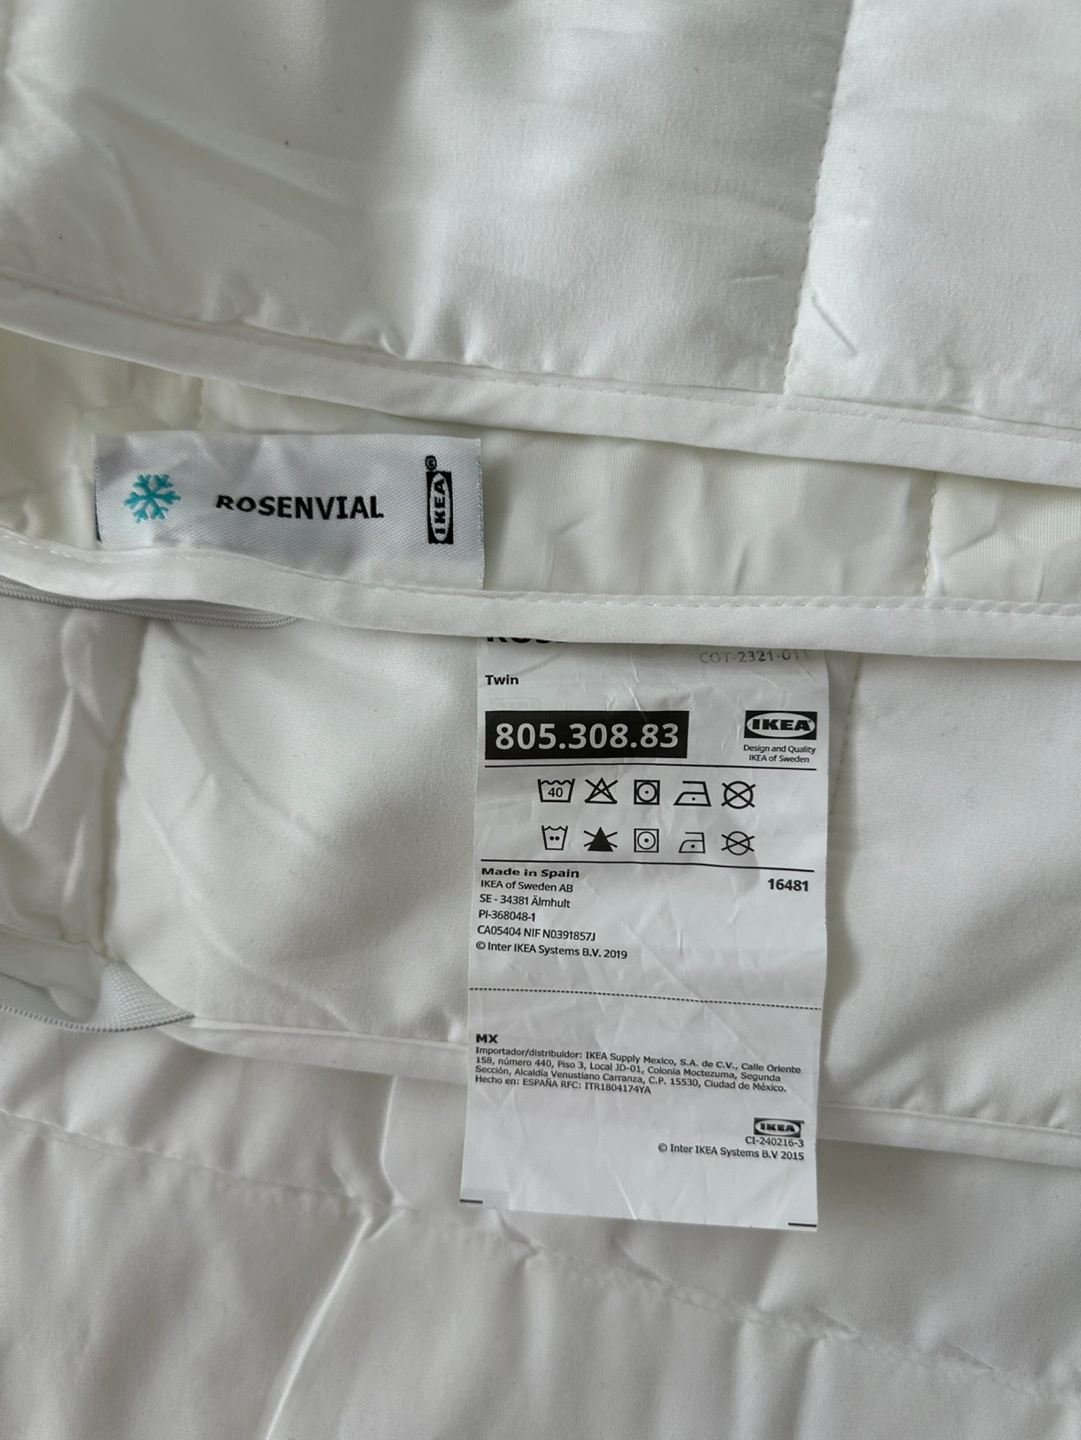 ROSENVIAL
IKEA®
COT-2321-01
Twin
805.308.83
IKEA
Design and Quality
IKEA of Sweden
40
Made in Spain
16481
IKEA of Sweden AB
SE - 34381 Älmhult
PI-368048-1
CA05404 NIF N0391857J
© Inter IKEA Systems B.V. 2019
MX
Importador/distribuidor: IKEA Supply Mexico, S.A. de C.V., Calle Oriente
158, número 440, Piso 3, Local JD-01, Colonia Moctezuma, Segunda
Sección, Alcaldía Venustiano Carranza, C.P. 15530, Ciudad de México.
Hecho en: ESPAÑA RFC: ITR1804174YA
IKEA
CI-240216-3
© Inter IKEA Systems B.V 2015